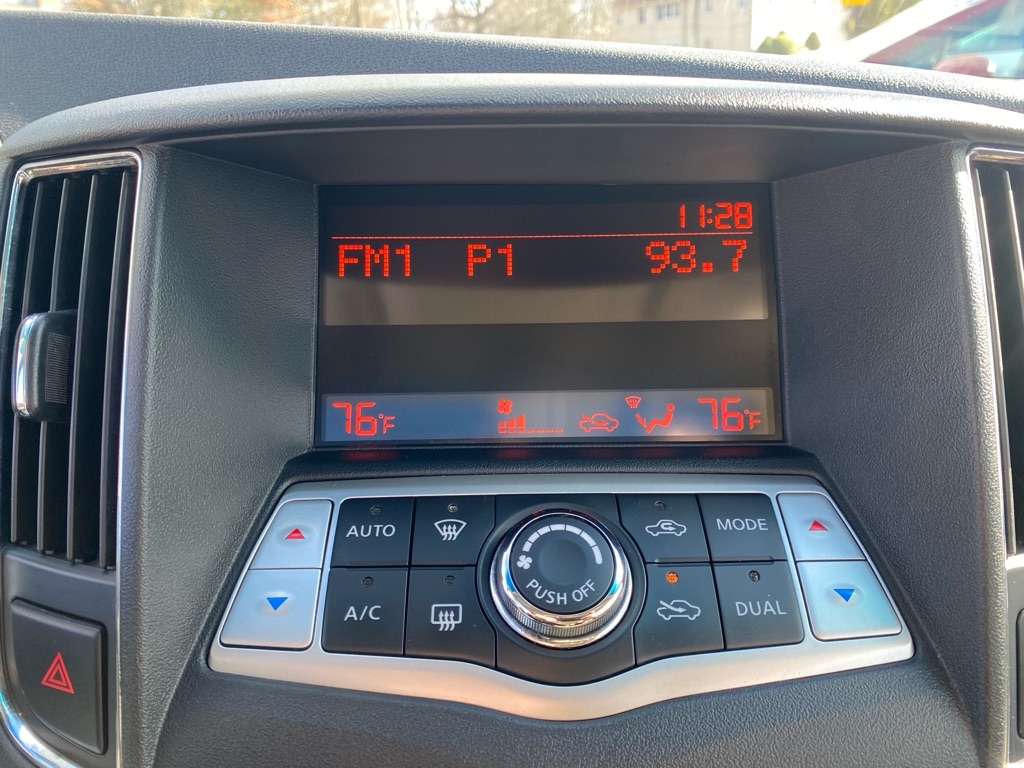 11:28
FM1 P1 93.7
76°F 76°F
AUTO MODE
PUSH OFF
A/C DUAL